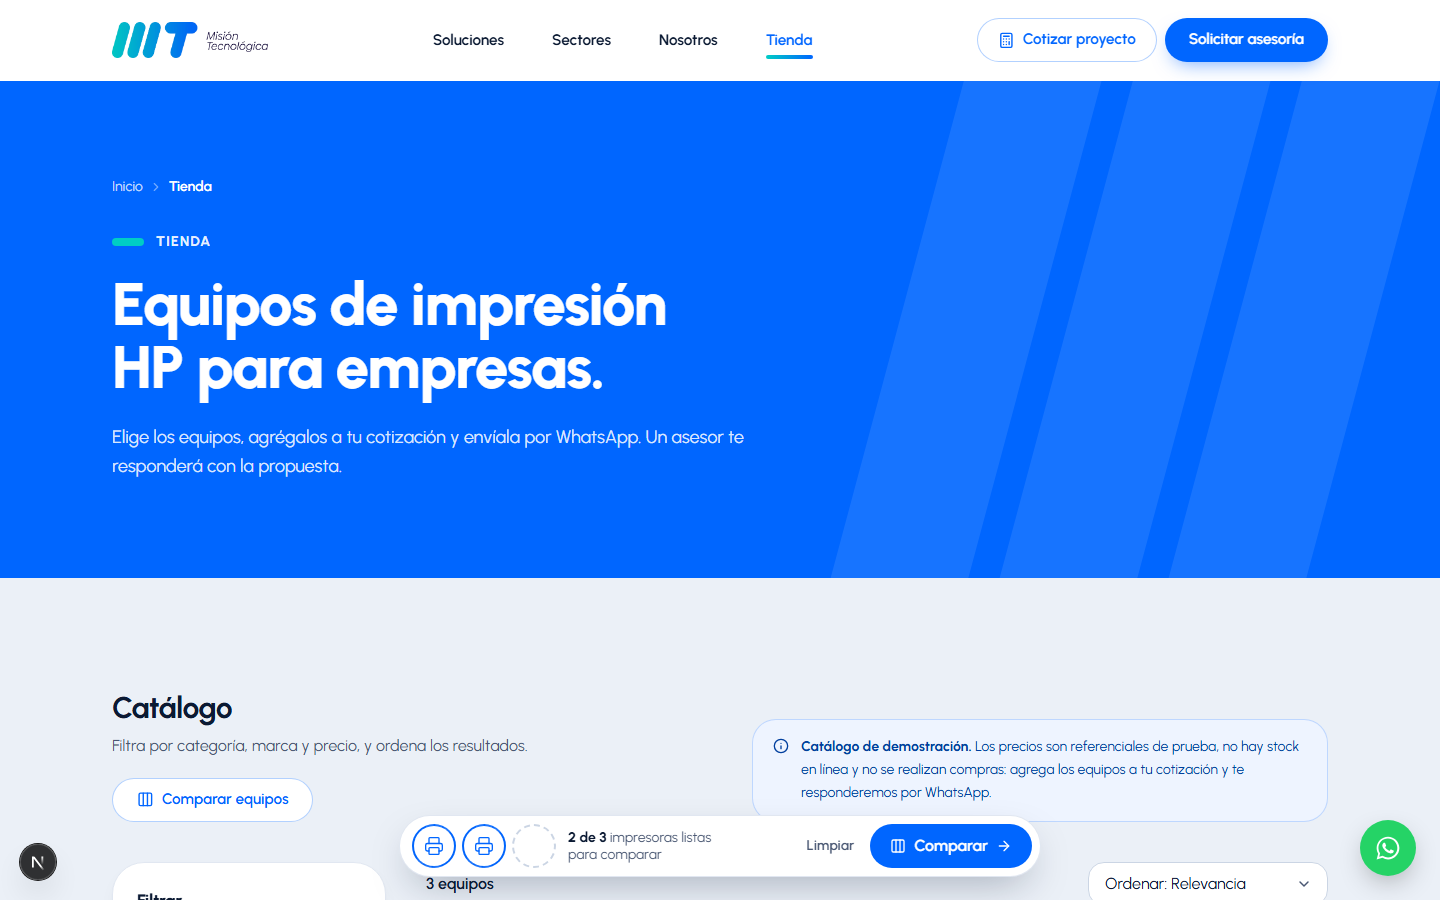 Misión
Tecnológica
Soluciones
Sectores
Nosotros
Tienda
Cotizar proyecto
Solicitar asesoría
Inicio > Tienda
TIENDA
Equipos de impresión
HP para empresas.
Elige los equipos, agrégalos a tu cotización y envíala por WhatsApp. Un asesor te
responderá con la propuesta.
Catálogo
Filtra por categoría, marca y precio, y ordena los resultados.
Comparar equipos
Catálogo de demostración. Los precios son referenciales de prueba, no hay stock
en línea y no se realizan compras: agrega los equipos a tu cotización y te
responderemos por WhatsApp.
2 de 3 impresoras listas
para comparar
Limpiar
Comparar
N
Filtrar
3 equipos
Ordenar: Relevancia